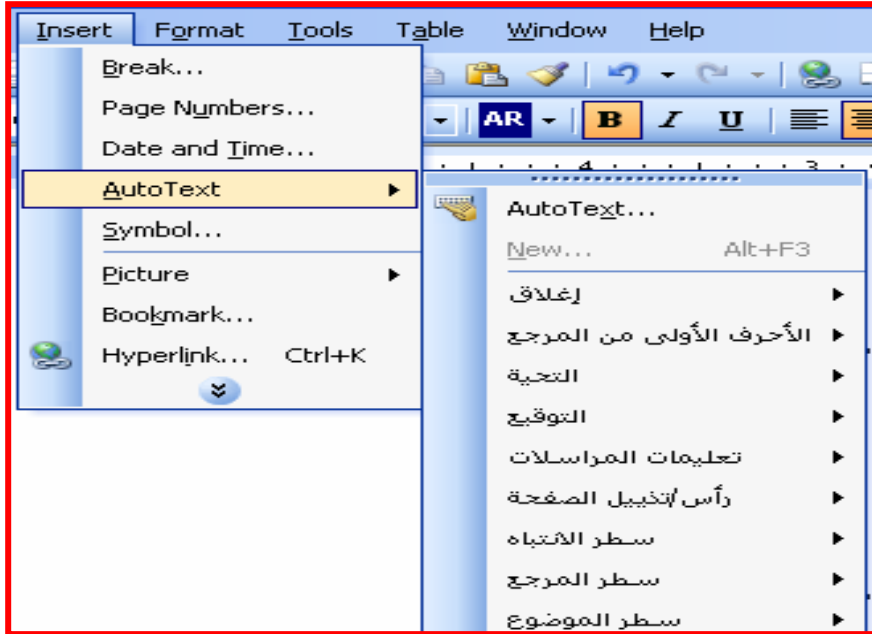 Insert Format Tools Table Window Help
Break...
Page Numbers...
AR B I U
Date and Time...
4 3
AutoText
AutoText...
Symbol...
New... Alt+F3
Picture
إغلاق
Bookmark...
الأحرف الأولى من المرجع
Hyperlink... Ctrl+K
التحية
التوقيع
تعليمات المراسلات
رأس/تذييل الصفحة
سطر الانتباه
سطر المرجع
سطر الموضوع